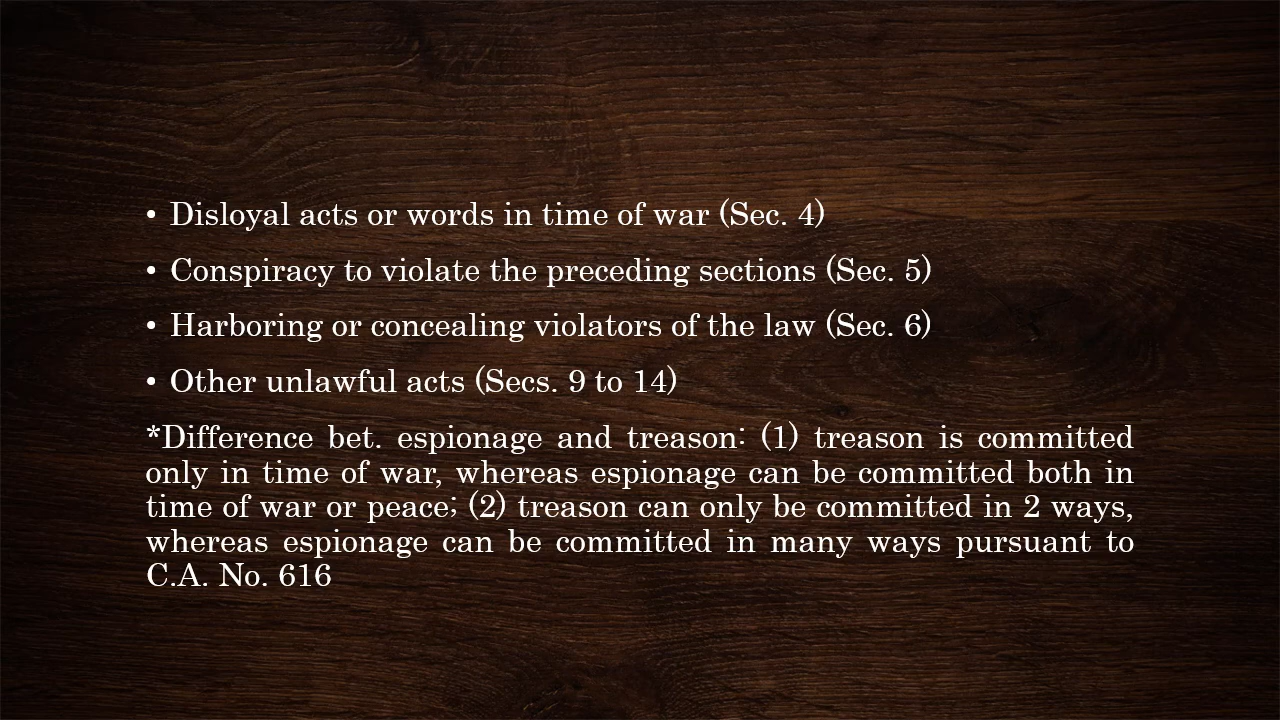 • Disloyal acts or words in time of war (Sec. 4)
• Conspiracy to violate the preceding sections (Sec. 5)
• Harboring or concealing violators of the law (Sec. 6)
• Other unlawful acts (Secs. 9 to 14)
*Difference bet. espionage and treason: (1) treason is committed
only in time of war, whereas espionage can be committed both in
time of war or peace; (2) treason can only be committed in 2 ways,
whereas espionage can be committed in many ways pursuant to
C.A. No. 616